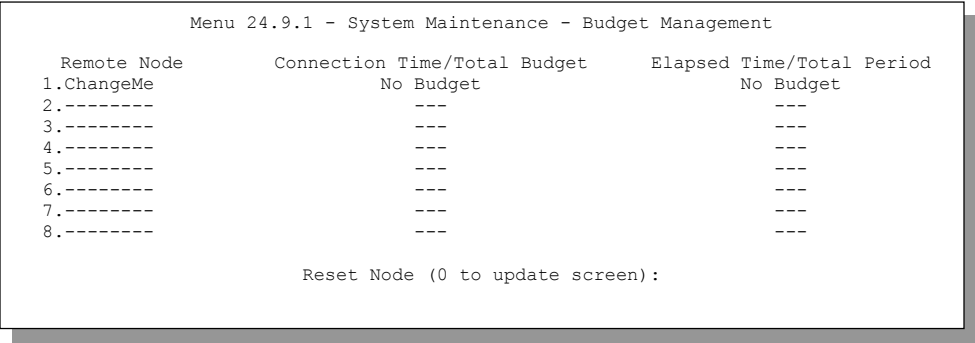 Menu 24.9.1 - System Maintenance - Budget Management
Remote Node Connection Time/Total Budget Elapsed Time/Total Period
1.ChangeMe No Budget No Budget
2.-------- --- ---
3.-------- --- ---
4.-------- --- ---
5.-------- --- ---
6.-------- --- ---
7.-------- --- ---
8.-------- --- ---
Reset Node (0 to update screen):